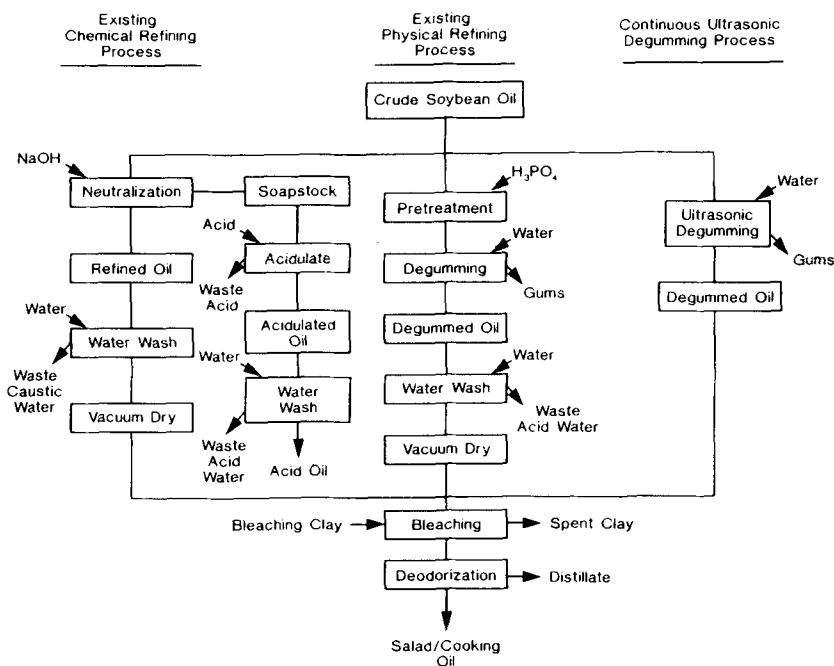 Existing
Chemical Refining
Process
Existing
Physical Refining
Process
Continuous Ultrasonic
Degumming Process
Crude Soybean Oil
NaOH
Neutralization
Soapstock
H₃PO₄
Pretreatment
Water
Ultrasonic
Degumming
Gums
Acid
Acidulate
Waste
Acid
Water
Degumming
Gums
Refined Oil
Degummed Oil
Water
Water Wash
Waste
Caustic
Water
Acidulated
Oil
Water
Water
Wash
Waste
Acid
Water
Acid Oil
Degummed Oil
Water
Water Wash
Waste
Acid Water
Vacuum Dry
Vacuum Dry
Bleaching Clay
Bleaching
Spent Clay
Deodorization
Distillate
Salad/Cooking
Oil